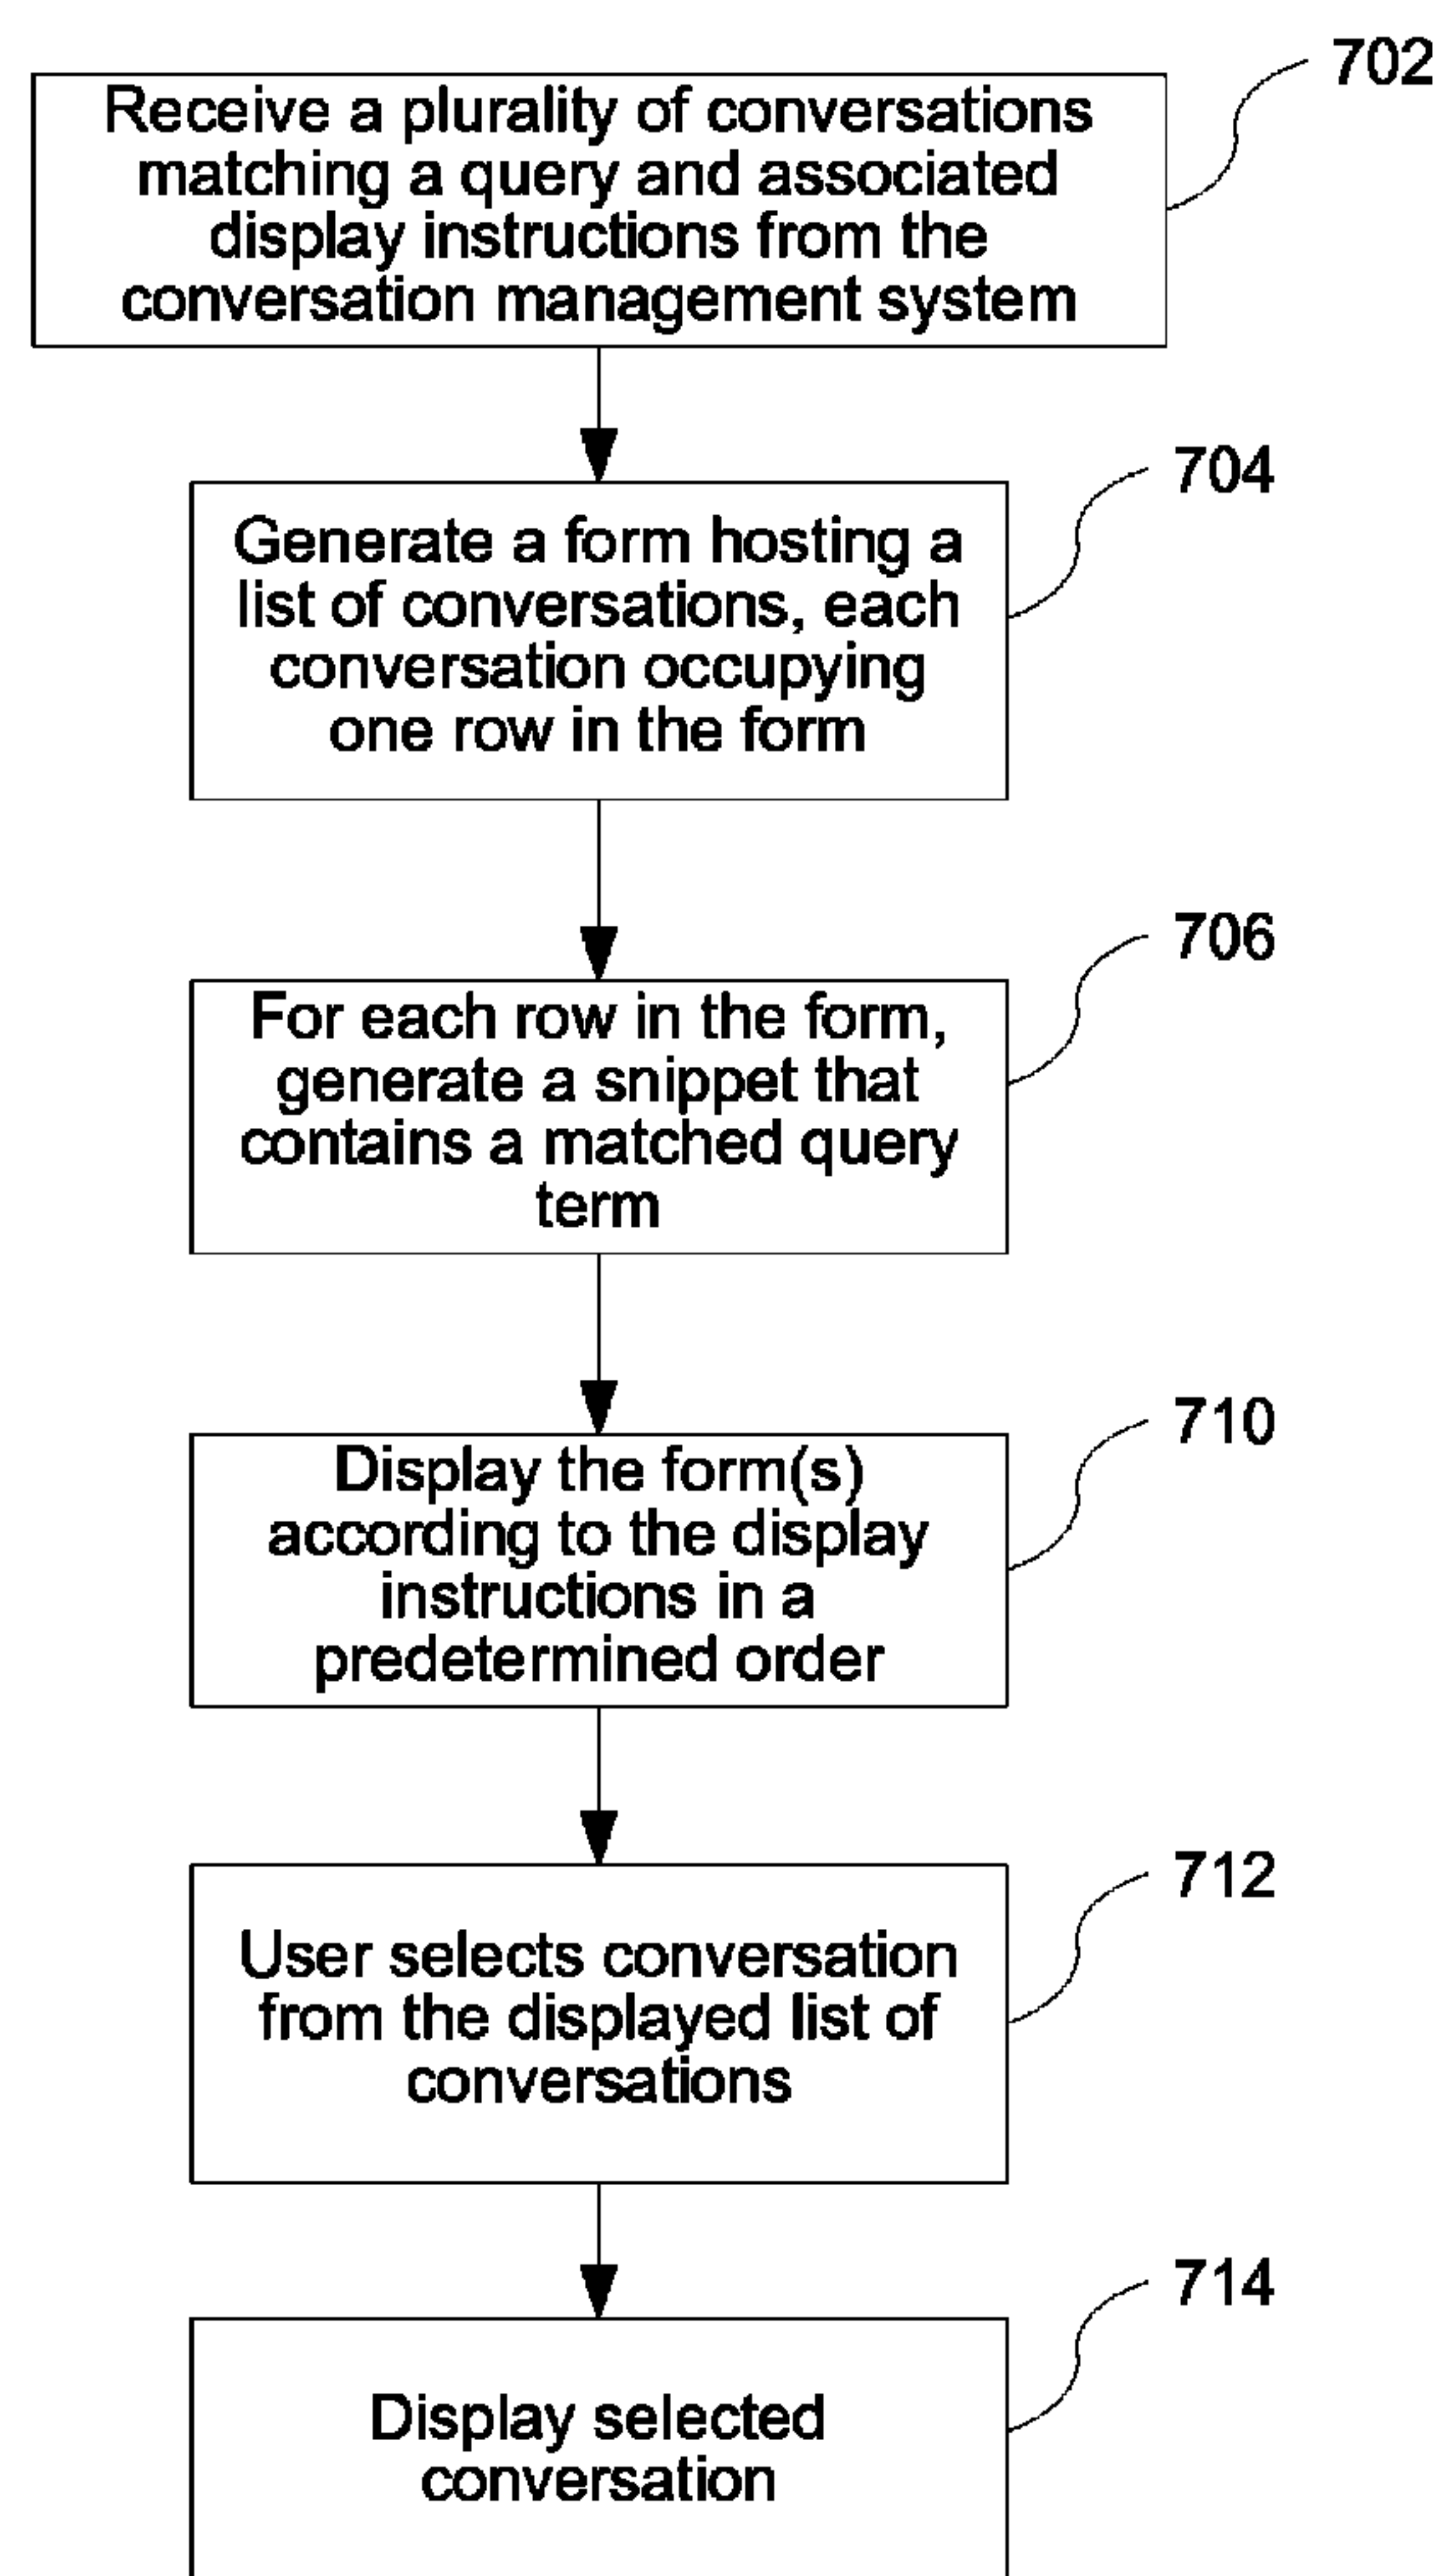 702
Receive a plurality of conversations
matching a query and associated
display instructions from the
conversation management system
704
Generate a form hosting a
list of conversations, each
conversation occupying
one row in the form
706
For each row in the form,
generate a snippet that
contains a matched query
term
710
Display the form(s)
according to the display
instructions in a
predetermined order
712
User selects conversation
from the displayed list of
conversations
714
Display selected
conversation